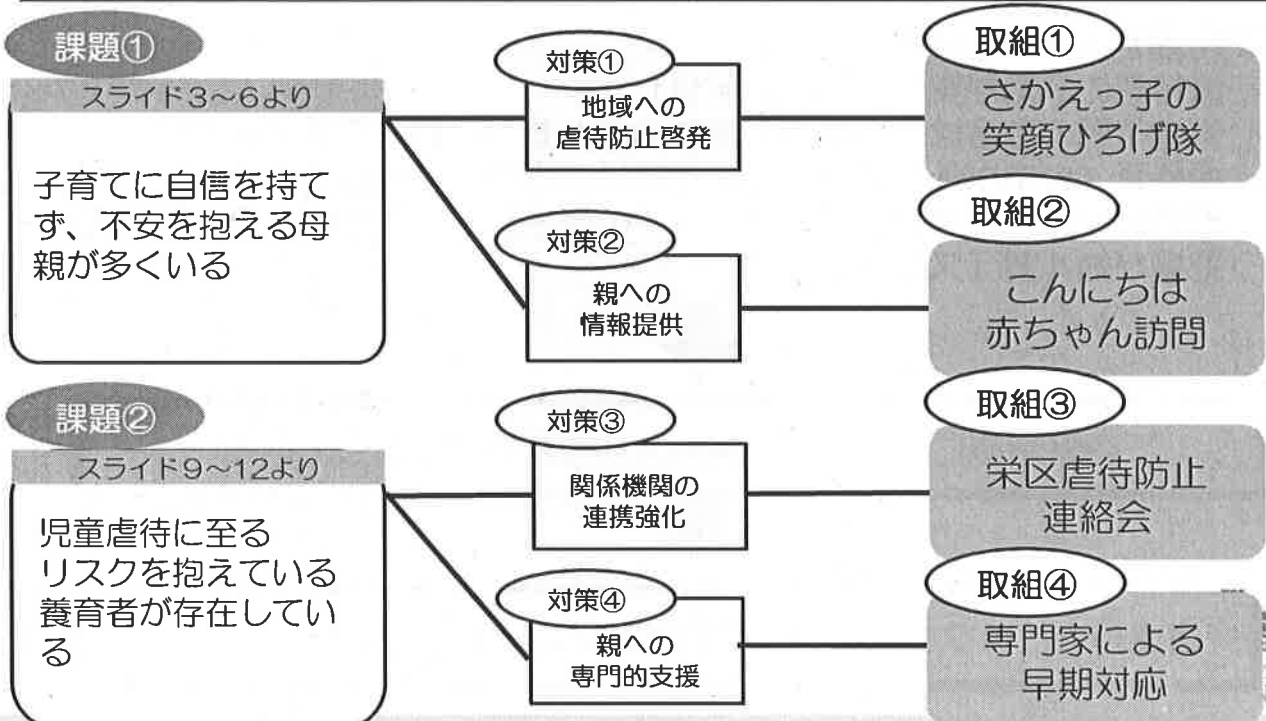 課題①
スライド3~6より
子育てに自信を持て
ず、不安を抱える母
親が多くいる
対策①
地域への
虐待防止啓発
取組①
さかえっ子の
笑顔ひろげ隊
対策②
親への
情報提供
取組②
こんにちは
赤ちゃん訪問
課題②
スライド9~12より
児童虐待に至る
リスクを抱えている
養育者が存在してい
る
対策③
関係機関の
連携強化
取組③
栄区虐待防止
連絡会
対策④
親への
専門的支援
取組④
専門家による
早期対応